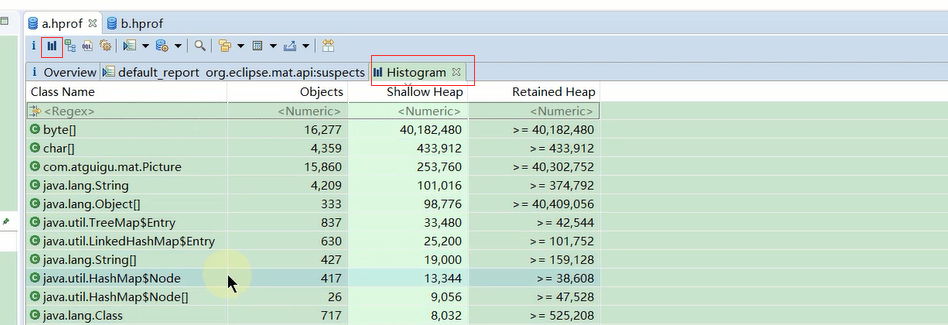 a.hprof b.hprof
i OQL
i Overview default_report org.eclipse.mat.api:suspects Histogram
Class Name Objects Shallow Heap Retained Heap
<Regex> <Numeric> <Numeric> <Numeric>
byte[] 16,277 40,182,480 >= 40,182,480
char[] 4,359 433,912 >= 433,912
com.atguigu.mat.Picture 15,860 253,760 >= 40,302,752
java.lang.String 4,209 101,016 >= 374,792
java.lang.Object[] 333 98,776 >= 40,409,056
java.util.TreeMap$Entry 837 33,480 >= 42,544
java.util.LinkedHashMap$Entry 630 25,200 >= 101,752
java.lang.String[] 427 19,000 >= 159,128
java.util.HashMap$Node 417 13,344 >= 38,608
java.util.HashMap$Node[] 26 9,056 >= 47,528
java.lang.Class 717 8,032 >= 525,208